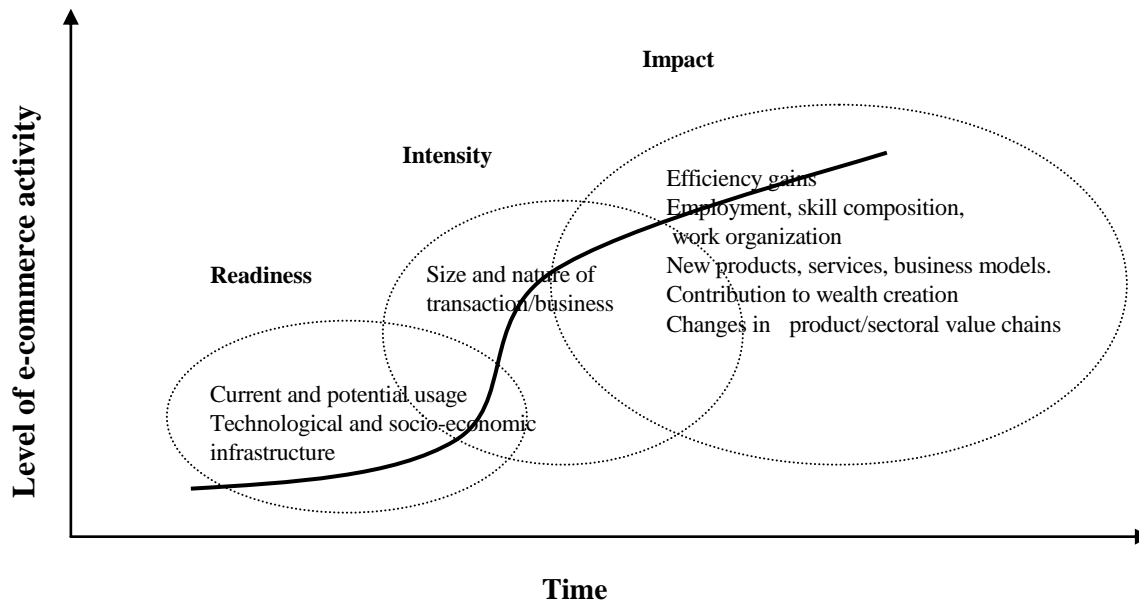 Impact
Intensity
Readiness
Level of e-commerce activity
Efficiency gains
Employment, skill composition,
work organization
New products, services, business models.
Contribution to wealth creation
Changes in product/sectoral value chains
Size and nature of
transaction/business
Current and potential usage
Technological and socio-economic
infrastructure
Time